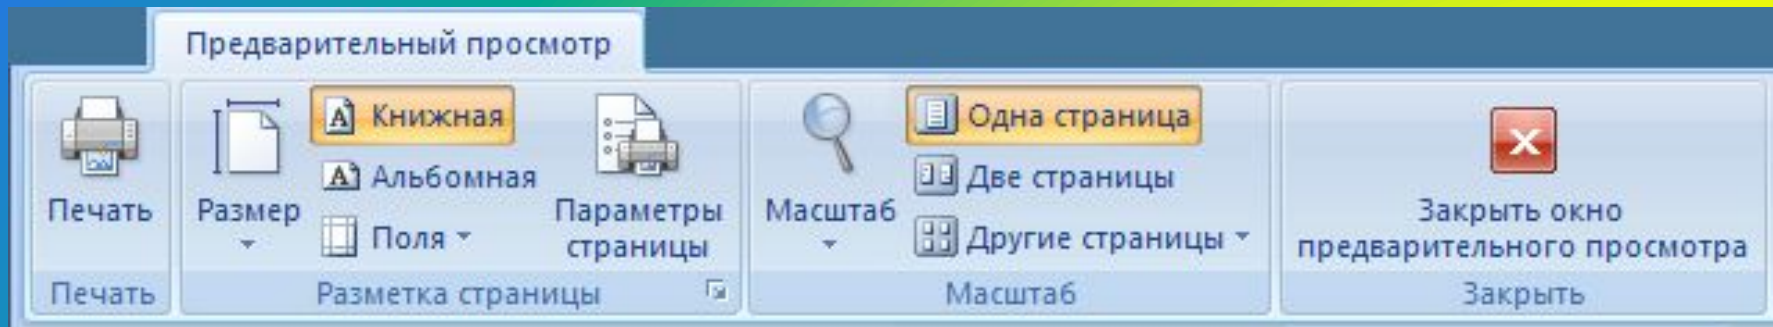 Предварительный просмотр
Печать
Печать
Размер
Книжная
Альбомная
Поля
Параметры
страницы
Разметка страницы
Масштаб
Одна страница
Две страницы
Другие страницы
Масштаб
Закрыть окно
предварительного просмотра
Закрыть